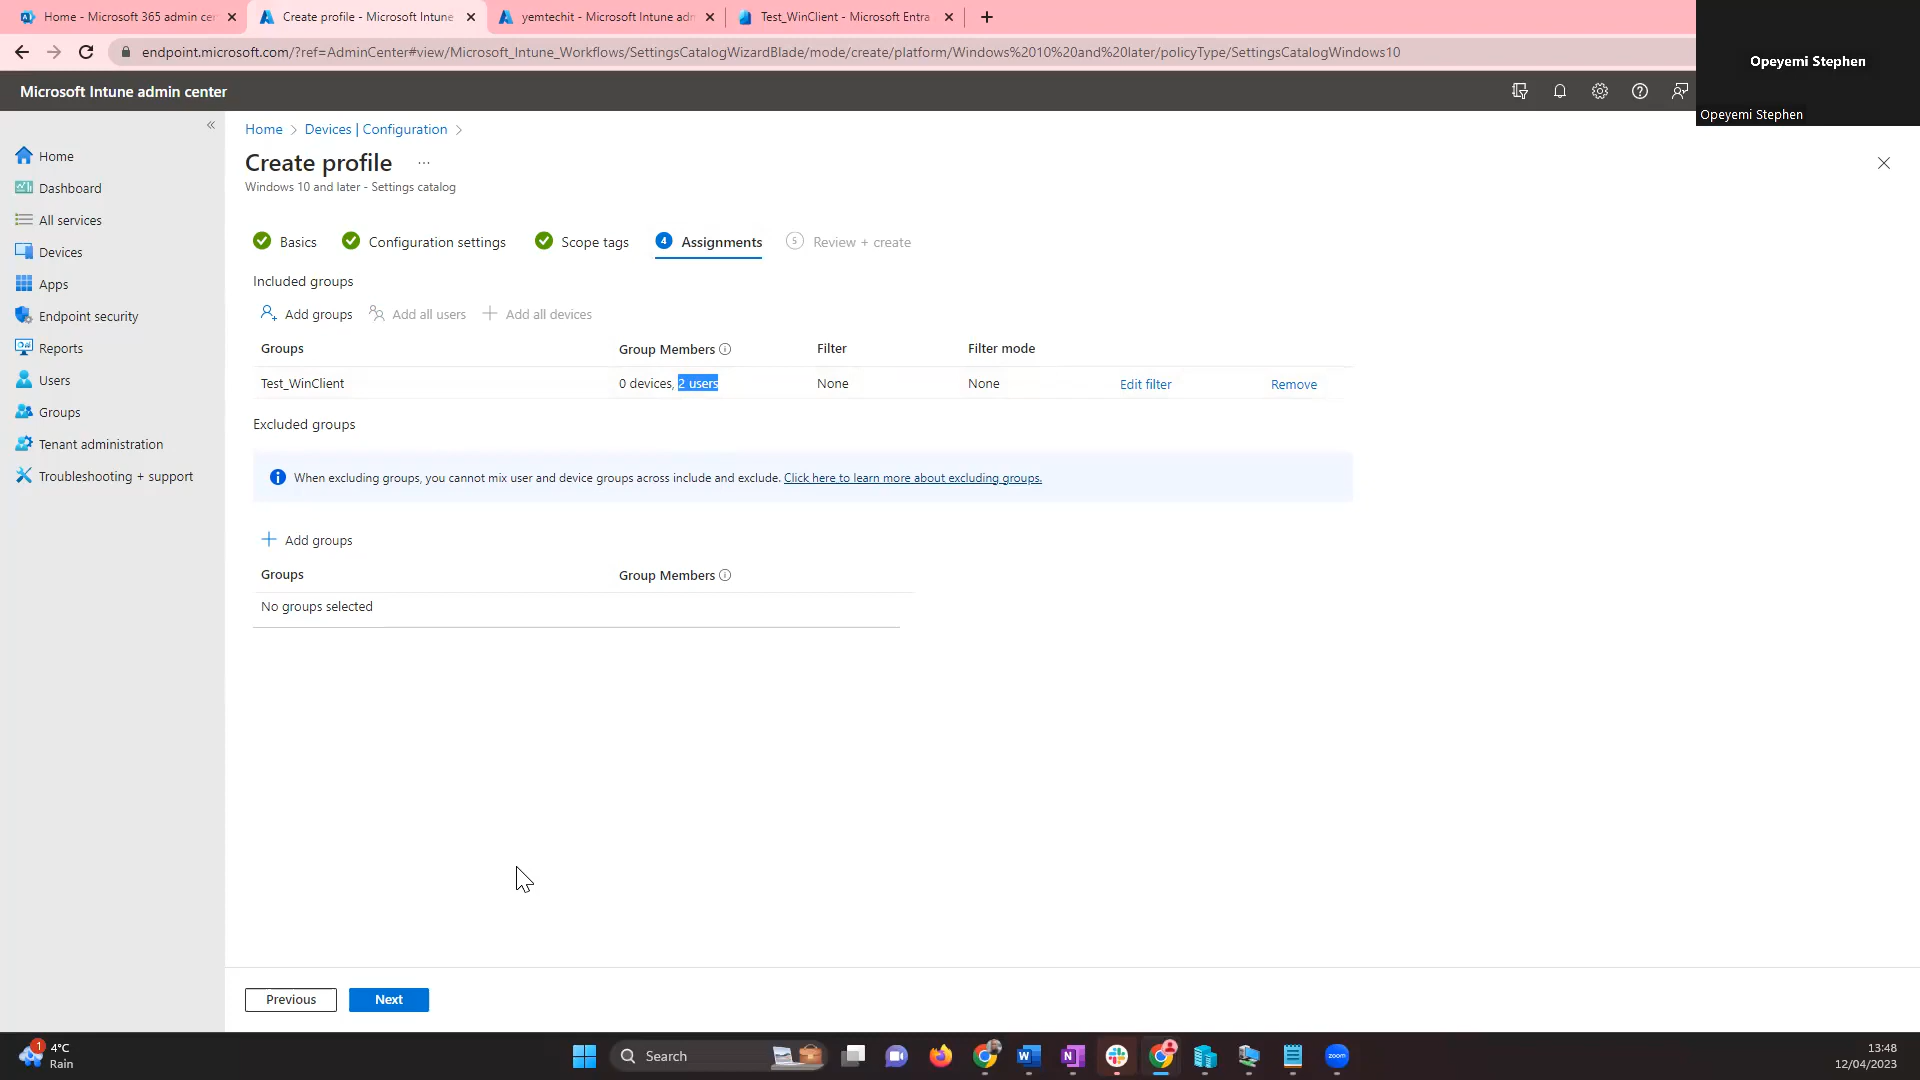 Home - Microsoft 365 admin cer
Create profile - Microsoft Intune
yemtechit - Microsoft Intune adn
Test_WinClient - Microsoft Entra
endpoint.microsoft.com/?ref=AdminCenter#view/Microsoft_Intune_Workflows/SettingsCatalogWizardBlade/mode/create/platform/Windows%2010%20and%20later/policyType/SettingsCatalogWindows10
Opeyemi Stephen
Opeyemi Stephen
Microsoft Intune admin center
Home
Dashboard
All services
Devices
Apps
Endpoint security
Reports
Users
Groups
Tenant administration
Troubleshooting + support
Home > Devices | Configuration >
Create profile ...
Windows 10 and later - Settings catalog
Basics Configuration settings Scope tags 4 Assignments 5 Review + create
Included groups
Add groups Add all users Add all devices
Groups Group Members Filter Filter mode
Test_WinClient 0 devices, 2 users None None Edit filter Remove
Excluded groups
When excluding groups, you cannot mix user and device groups across include and exclude. Click here to learn more about excluding groups.
Add groups
Groups Group Members
No groups selected
Previous Next
1
4°C
Rain
Search
zoom
13:48
12/04/2023